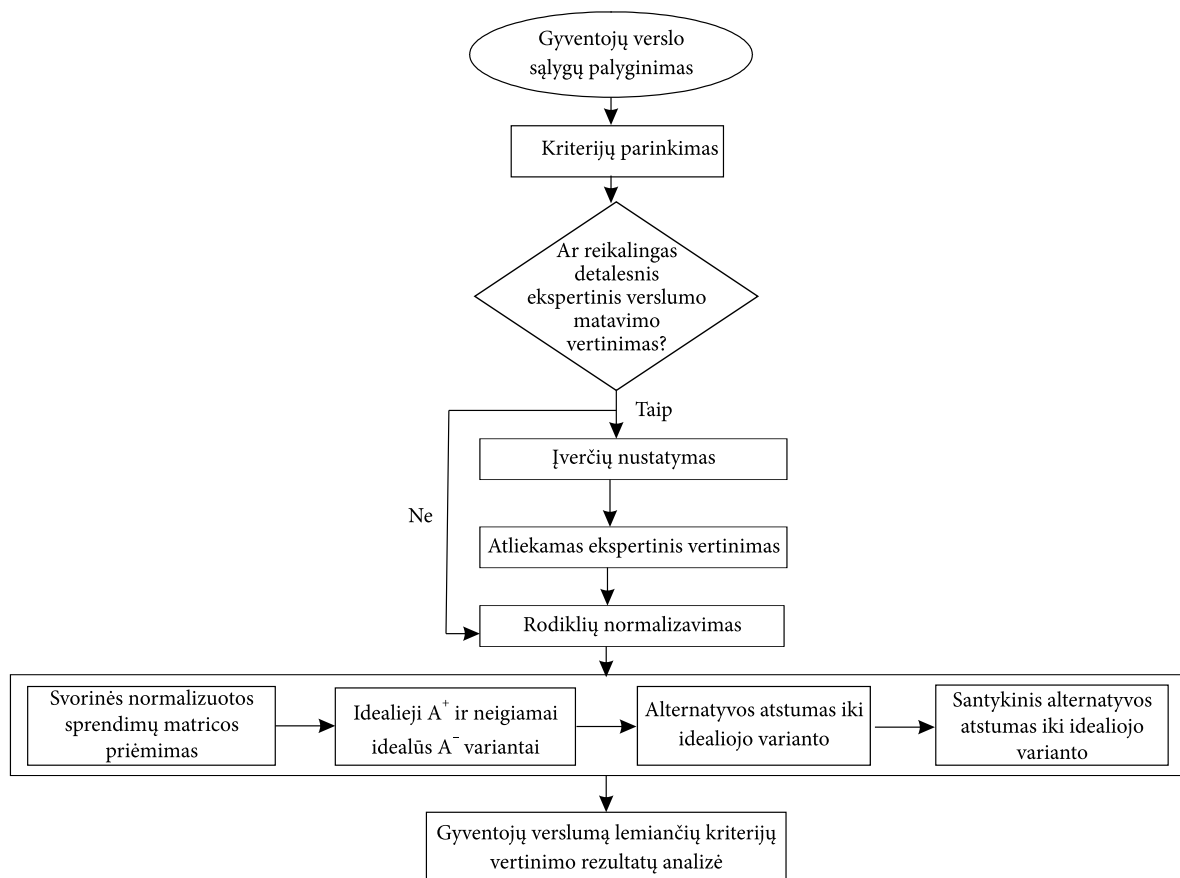 Gyventojų verslo
sąlygų palyginimas
Kriterijų parinkimas
Ar reikalingas
detalesnis
ekspertinis verslumo
matavimo
vertinimas?
Taip
Įverčių nustatymas
Ne
Atliekamas ekspertinis vertinimas
Rodiklių normalizavimas
Svorinės normalizuotos
sprendimų matricos
priėmimas
Idealieji A⁺ ir neigiamai
idealūs A⁻ variantai
Alternatyvos atstumas iki
idealiojo varianto
Santykinis alternatyvos
atstumas iki idealiojo
varianto
Gyventojų verslumą lemiančių kriterijų
vertinimo rezultatų analizė